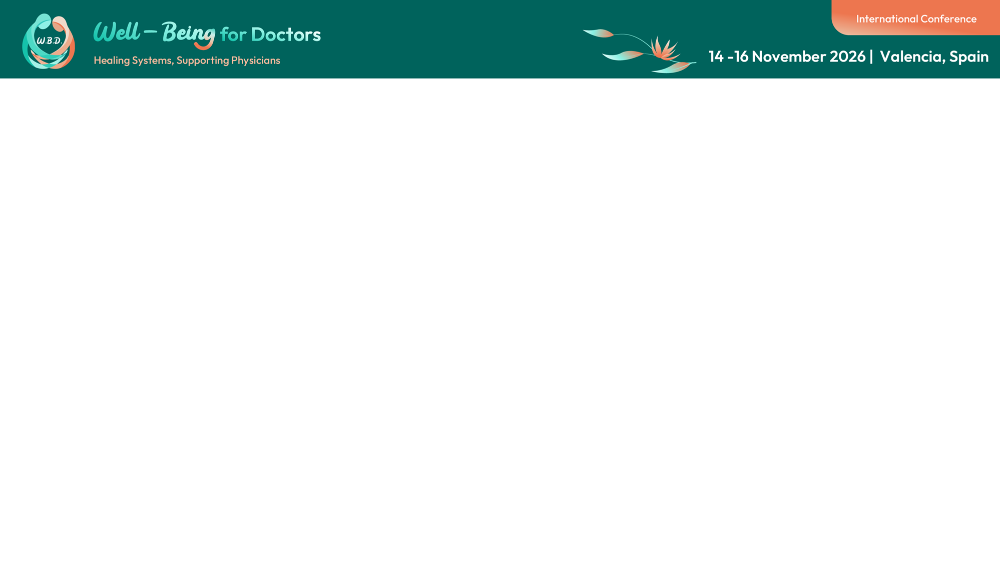 W.B.D.
Well – Being for Doctors
Healing Systems, Supporting Physicians
International Conference
14 -16 November 2026 | Valencia, Spain